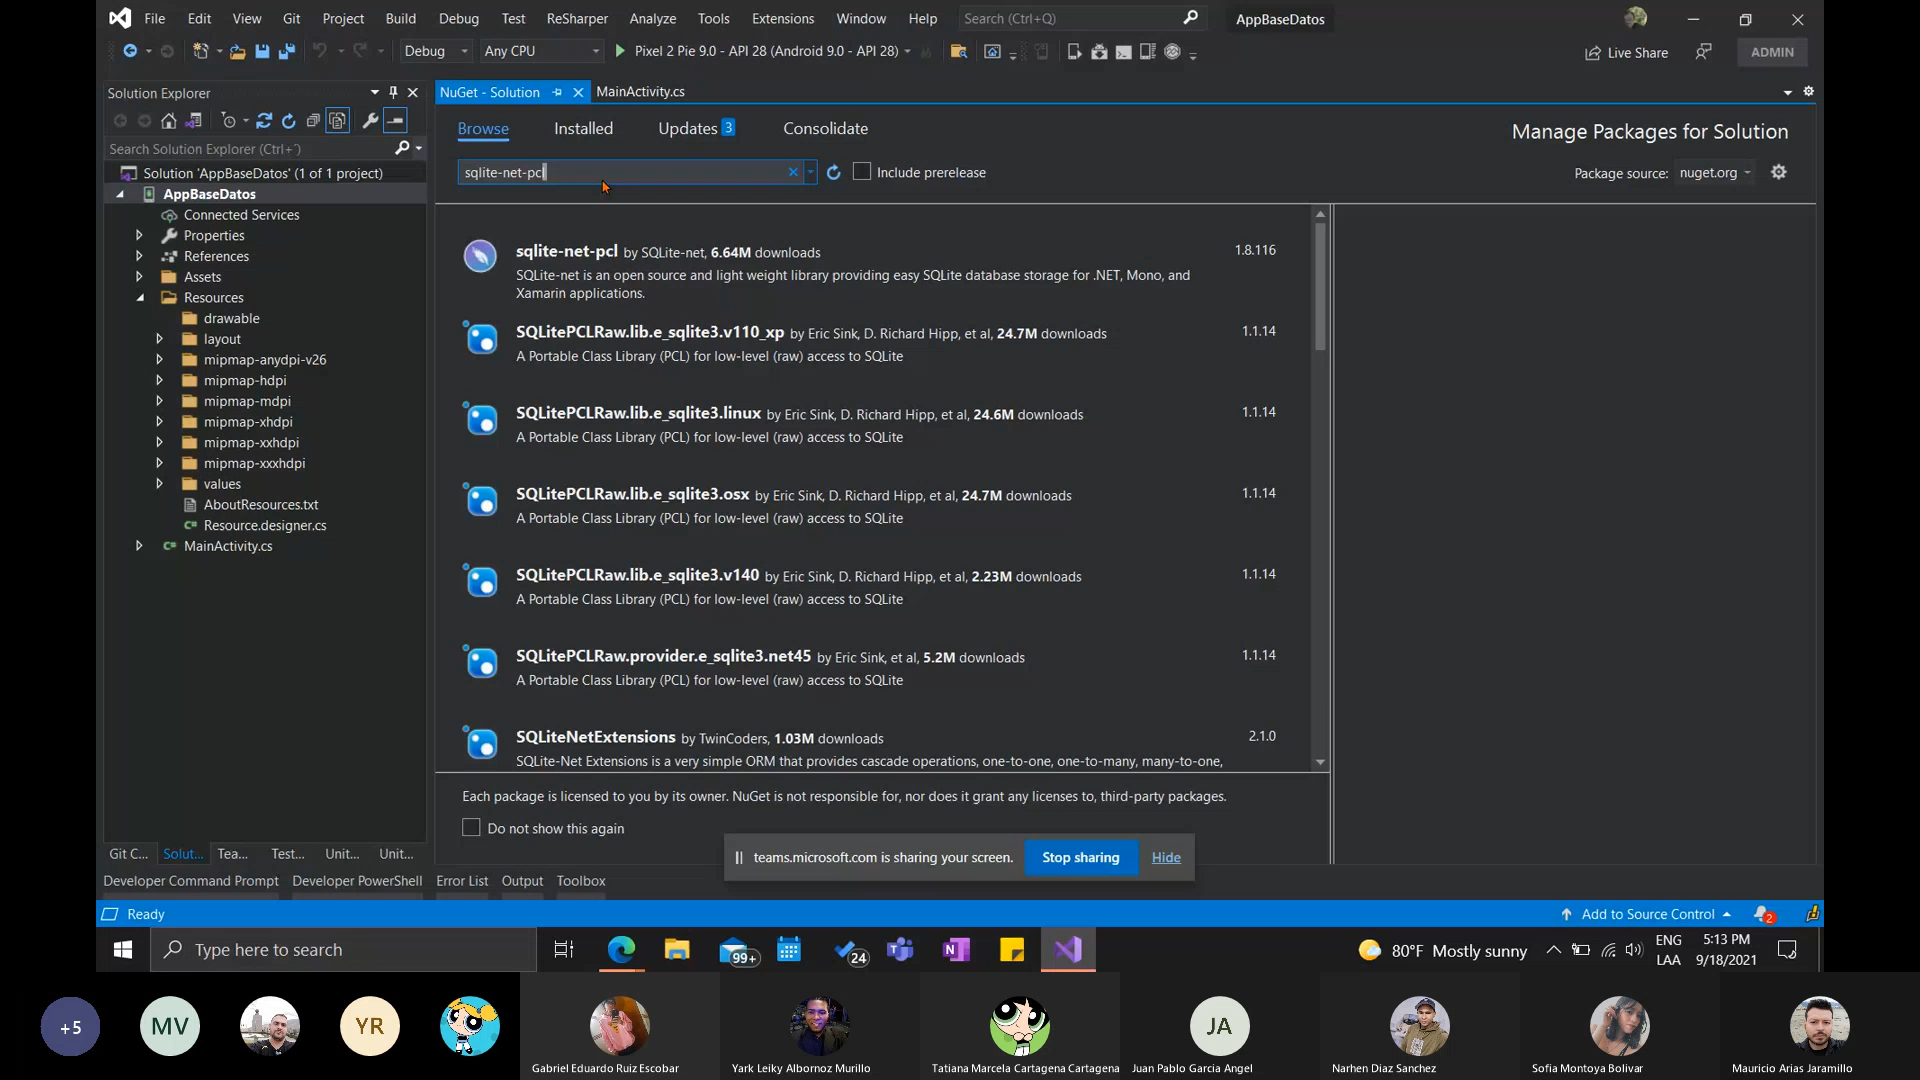 File Edit View Git Project Build Debug Test ReSharper Analyze Tools Extensions Window Help Search (Ctrl+Q) AppBaseDatos
Debug Any CPU Pixel 2 Pie 9.0 - API 28 (Android 9.0 - API 28) Live Share ADMIN
Solution Explorer
NuGet - Solution MainActivity.cs
Search Solution Explorer (Ctrl+´)
Solution 'AppBaseDatos' (1 of 1 project)
AppBaseDatos
Connected Services
Properties
References
Assets
Resources
drawable
layout
mipmap-anydpi-v26
mipmap-hdpi
mipmap-mdpi
mipmap-xhdpi
mipmap-xxhdpi
mipmap-xxxhdpi
values
AboutResources.txt
Resource.designer.cs
MainActivity.cs
Browse Installed Updates 3 Consolidate
Manage Packages for Solution
sqlite-net-pcl
Include prerelease
Package source: nuget.org
sqlite-net-pcl by SQLite-net, 6.64M downloads 1.8.116
SQLite-net is an open source and light weight library providing easy SQLite database storage for .NET, Mono, and
Xamarin applications.
SQLitePCLRaw.lib.e_sqlite3.v110_xp by Eric Sink, D. Richard Hipp, et al, 24.7M downloads 1.1.14
A Portable Class Library (PCL) for low-level (raw) access to SQLite
SQLitePCLRaw.lib.e_sqlite3.linux by Eric Sink, D. Richard Hipp, et al, 24.6M downloads 1.1.14
A Portable Class Library (PCL) for low-level (raw) access to SQLite
SQLitePCLRaw.lib.e_sqlite3.osx by Eric Sink, D. Richard Hipp, et al, 24.7M downloads 1.1.14
A Portable Class Library (PCL) for low-level (raw) access to SQLite
SQLitePCLRaw.lib.e_sqlite3.v140 by Eric Sink, D. Richard Hipp, et al, 2.23M downloads 1.1.14
A Portable Class Library (PCL) for low-level (raw) access to SQLite
SQLitePCLRaw.provider.e_sqlite3.net45 by Eric Sink, et al, 5.2M downloads 1.1.14
A Portable Class Library (PCL) for low-level (raw) access to SQLite
SQLiteNetExtensions by TwinCoders, 1.03M downloads 2.1.0
SQLite-Net Extensions is a very simple ORM that provides cascade operations, one-to-one, one-to-many, many-to-one,
Each package is licensed to you by its owner. NuGet is not responsible for, nor does it grant any licenses to, third-party packages.
Do not show this again
Git C... Solut... Tea... Test... Unit... Unit...
teams.microsoft.com is sharing your screen. Stop sharing Hide
Developer Command Prompt Developer PowerShell Error List Output Toolbox
Ready Add to Source Control 2
Type here to search 99+ 24 80°F Mostly sunny ENG LAA 5:13 PM 9/18/2021
+5 MV YR JA
Gabriel Eduardo Ruiz Escobar Yark Leiky Albornoz Murillo Tatiana Marcela Cartagena Cartagena Juan Pablo Garcia Angel Narhen Diaz Sanchez Sofia Montoya Bolivar Mauricio Arias Jaramillo